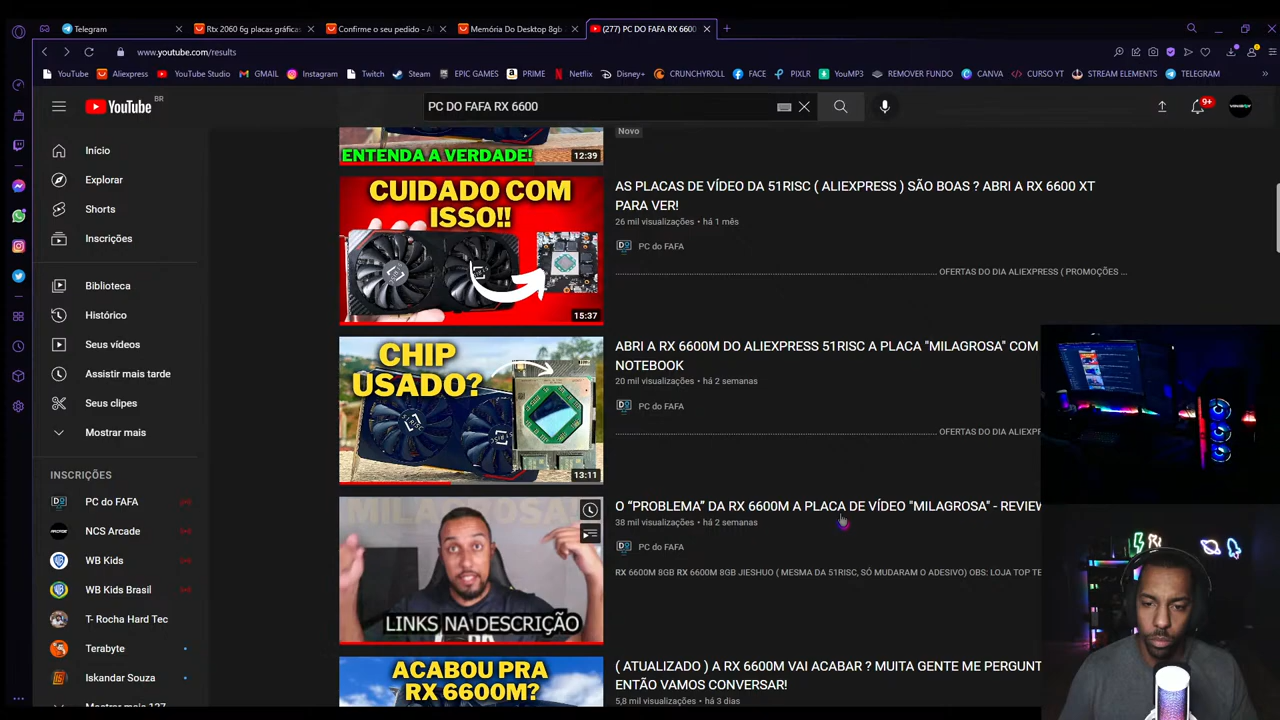 Telegram
Rtx 2060 6g placas gráficas
Confirme o seu pedido - Al
Memória Do Desktop 8gb
(277) PC DO FAFA RX 6600
www.youtube.com/results
YouTube
Aliexpress
YouTube Studio
GMAIL
Instagram
Twitch
Steam
EPIC GAMES
PRIME
Netflix
Disney+
CRUNCHYROLL
FACE
PIXLR
YouMP3
REMOVER FUNDO
CANVA
CURSO YT
STREAM ELEMENTS
TELEGRAM
YouTube BR
PC DO FAFA RX 6600
9+
Início
Explorar
Shorts
Inscrições
Biblioteca
Histórico
Seus vídeos
Assistir mais tarde
Seus clipes
Mostrar mais
INSCRIÇÕES
PC do FAFA
NCS Arcade
WB Kids
WB Kids Brasil
T- Rocha Hard Tec
Terabyte
Iskandar Souza
Mostrar mais 127
ENTENDA A VERDADE!
12:39
Novo
CUIDADO COM
ISSO!!
15:37
AS PLACAS DE VÍDEO DA 51RISC ( ALIEXPRESS ) SÃO BOAS ? ABRI A RX 6600 XT
PARA VER!
26 mil visualizações • há 1 mês
PC do FAFA
OFERTAS DO DIA ALIEXPRESS ( PROMOÇÕES ...
CHIP
USADO?
13:11
ABRI A RX 6600M DO ALIEXPRESS 51RISC A PLACA "MILAGROSA" COM
NOTEBOOK
20 mil visualizações • há 2 semanas
PC do FAFA
OFERTAS DO DIA ALIEXPR
LINKS NA DESCRIÇÃO
O “PROBLEMA” DA RX 6600M A PLACA DE VÍDEO "MILAGROSA" - REVIEW
38 mil visualizações • há 2 semanas
PC do FAFA
RX 6600M 8GB RX 6600M 8GB JIESHUO ( MESMA DA 51RISC, SÓ MUDARAM O ADESIVO) OBS: LOJA TOP TE
ACABOU PRA
RX 6600M?
( ATUALIZADO ) A RX 6600M VAI ACABAR ? MUITA GENTE ME PERGUNT
ENTÃO VAMOS CONVERSAR!
5,8 mil visualizações • há 3 dias